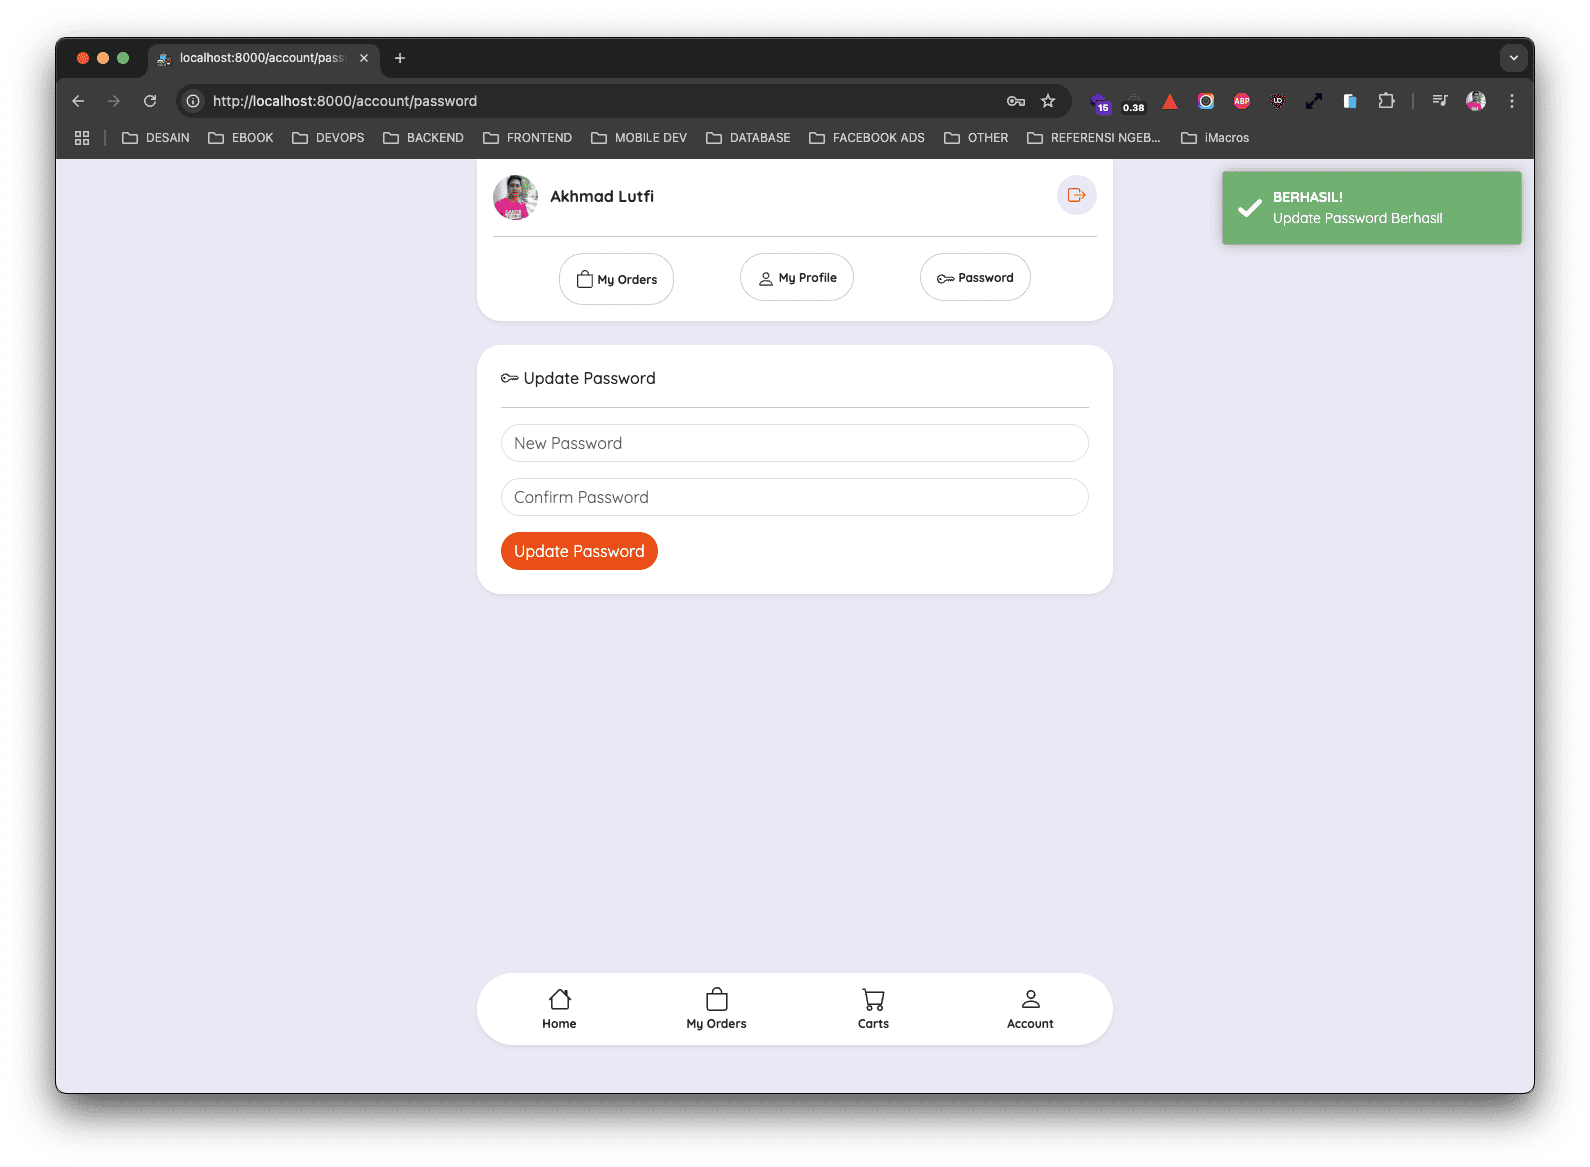 localhost:8000/account/pass
http://localhost:8000/account/password
15
0.38
ABP
DESAIN
EBOOK
DEVOPS
BACKEND
FRONTEND
MOBILE DEV
DATABASE
FACEBOOK ADS
OTHER
REFERENSI NGEB...
iMacros
Akhmad Lutfi
BERHASIL!
Update Password Berhasil
My Orders
My Profile
Password
Update Password
New Password
Confirm Password
Update Password
Home
My Orders
Carts
Account